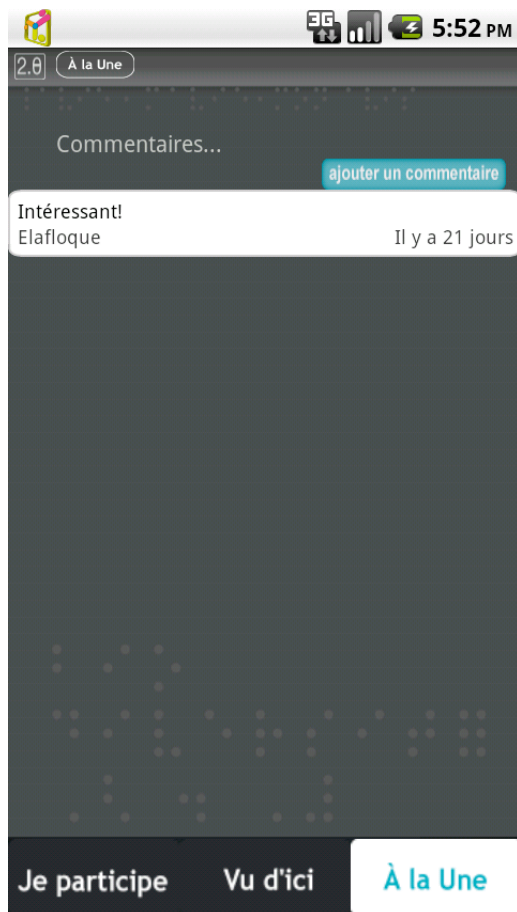 3G 5:52 PM
2.0 À la Une
Commentaires...
ajouter un commentaire
Intéressant!
Elafloque Il y a 21 jours
Je participe Vu d'ici À la Une